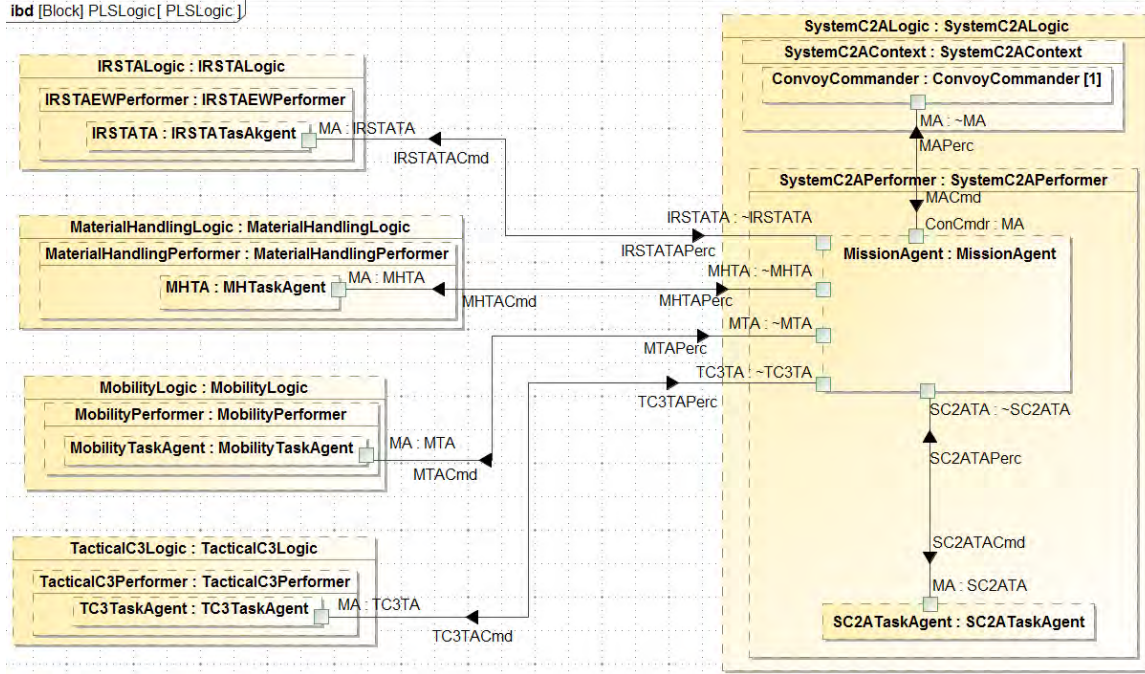 ibd [Block] PLSLogic[ PLSLogic ]
IRSTALogic : IRSTALogic
IRSTAEWPerformer : IRSTAEWPerformer
IRSTATA : IRSTATasAkgent
MA : IRSTATA
IRSTATACmd
MaterialHandlingLogic : MaterialHandlingLogic
MaterialHandlingPerformer : MaterialHandlingPerformer
MHTA : MHTaskAgent
MA : MHTA
MHTACmd
MobilityLogic : MobilityLogic
MobilityPerformer : MobilityPerformer
MobilityTaskAgent : MobilityTaskAgent
MA : MTA
MTACmd
TacticalC3Logic : TacticalC3Logic
TacticalC3Performer : TacticalC3Performer
TC3TaskAgent : TC3TaskAgent
MA : TC3TA
TC3TACmd
SystemC2ALogic : SystemC2ALogic
SystemC2AContext : SystemC2AContext
ConvoyCommander : ConvoyCommander [1]
MA : ~MA
MAPerc
SystemC2APerformer : SystemC2APerformer
MACmd
ConCmdr : MA
IRSTATA : ~IRSTATA
IRSTATAPerc
MissionAgent : MissionAgent
MHTA : ~MHTA
MHTAPerc
MTA : ~MTA
MTAPerc
TC3TA : ~TC3TA
TC3TAPerc
SC2ATA : ~SC2ATA
SC2ATAPerc
SC2ATACmd
MA : SC2ATA
SC2ATaskAgent : SC2ATaskAgent